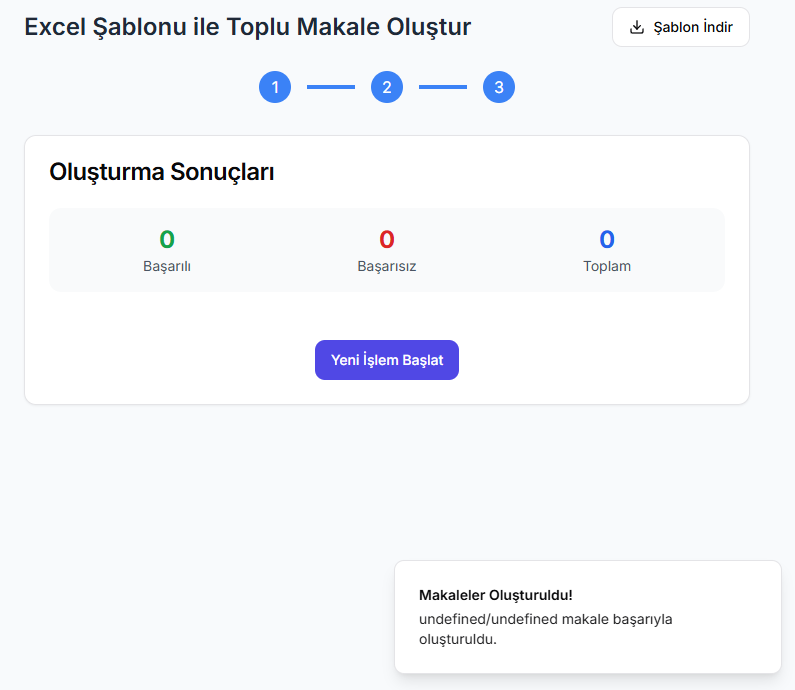 Excel Şablonu ile Toplu Makale Oluştur
Şablon İndir
1
2
3
Oluşturma Sonuçları
0
0
0
Başarılı
Başarısız
Toplam
Yeni İşlem Başlat
Makaleler Oluşturuldu!
undefined/undefined makale başarıyla
oluşturuldu.